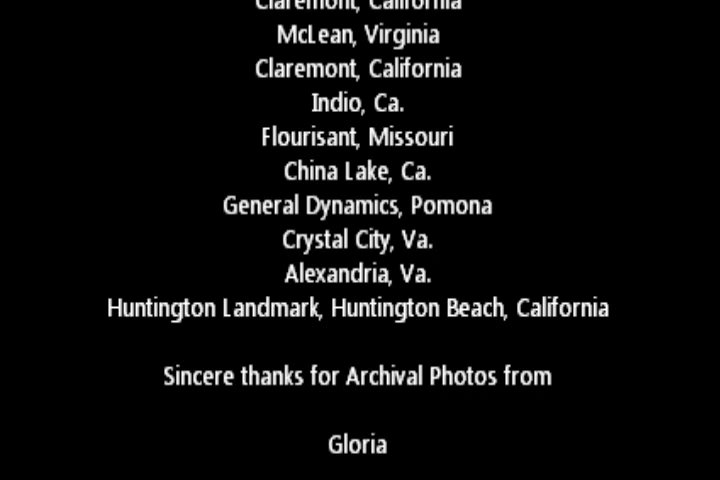 Claremont, California
McLean, Virginia
Claremont, California
Indio, Ca.
Flourisant, Missouri
China Lake, Ca.
General Dynamics, Pomona
Crystal City, Va.
Alexandria, Va.
Huntington Landmark, Huntington Beach, California
Sincere thanks for Archival Photos from
Gloria